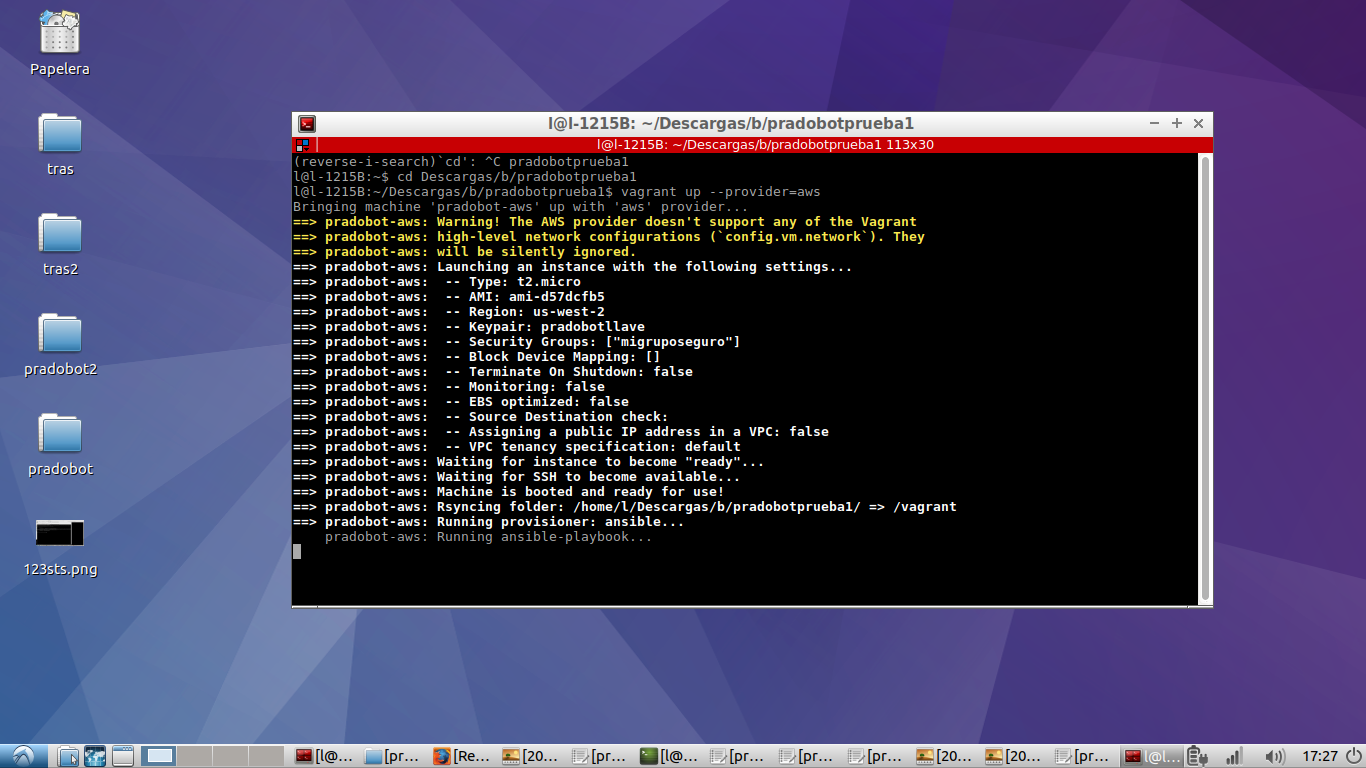 Papelera
tras
tras2
pradobot2
pradobot
123sts.png
l@l-1215B: ~/Descargas/b/pradobotprueba1
l@l-1215B: ~/Descargas/b/pradobotprueba1 113x30
(reverse-i-search)`cd': ^C pradobotprueba1
l@l-1215B:~$ cd Descargas/b/pradobotprueba1
l@l-1215B:~/Descargas/b/pradobotprueba1$ vagrant up --provider=aws
Bringing machine 'pradobot-aws' up with 'aws' provider...
==> pradobot-aws: Warning! The AWS provider doesn't support any of the Vagrant
==> pradobot-aws: high-level network configurations (`config.vm.network`). They
==> pradobot-aws: will be silently ignored.
==> pradobot-aws: Launching an instance with the following settings...
==> pradobot-aws:  -- Type: t2.micro
==> pradobot-aws:  -- AMI: ami-d57dcfb5
==> pradobot-aws:  -- Region: us-west-2
==> pradobot-aws:  -- Keypair: pradobotllave
==> pradobot-aws:  -- Security Groups: ["migruposeguro"]
==> pradobot-aws:  -- Block Device Mapping: []
==> pradobot-aws:  -- Terminate On Shutdown: false
==> pradobot-aws:  -- Monitoring: false
==> pradobot-aws:  -- EBS optimized: false
==> pradobot-aws:  -- Source Destination check:
==> pradobot-aws:  -- Assigning a public IP address in a VPC: false
==> pradobot-aws:  -- VPC tenancy specification: default
==> pradobot-aws: Waiting for instance to become "ready"...
==> pradobot-aws: Waiting for SSH to become available...
==> pradobot-aws: Machine is booted and ready for use!
==> pradobot-aws: Rsyncing folder: /home/l/Descargas/b/pradobotprueba1/ => /vagrant
==> pradobot-aws: Running provisioner: ansible...
    pradobot-aws: Running ansible-playbook...
[l@... [pr... [Re... [20... [pr... [l@... [pr... [pr... [pr... [20... [20... [pr... l@l... 17:27